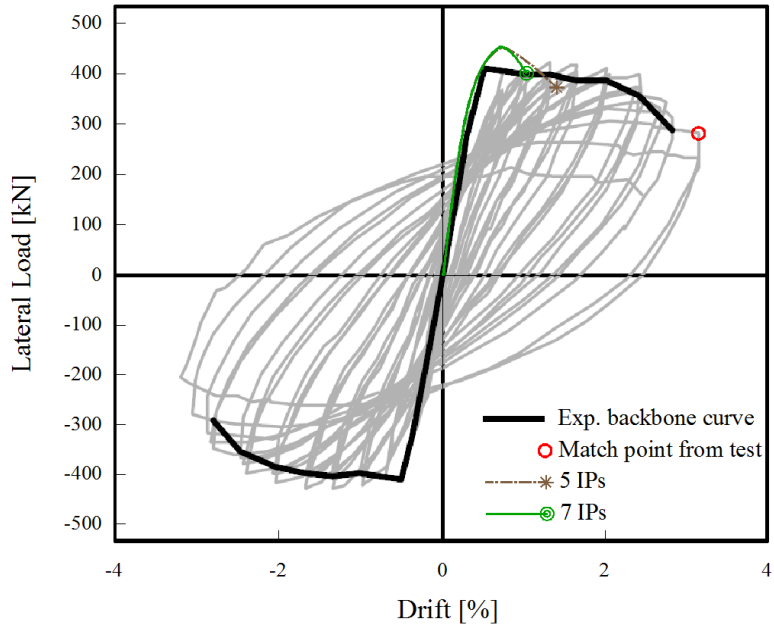 500
400
300
200
100
0
-100
-200
-300
-400
-500
Lateral Load [kN]
Exp. backbone curve
Match point from test
5 IPs
7 IPs
-4 -2 0 2 4
Drift [%]